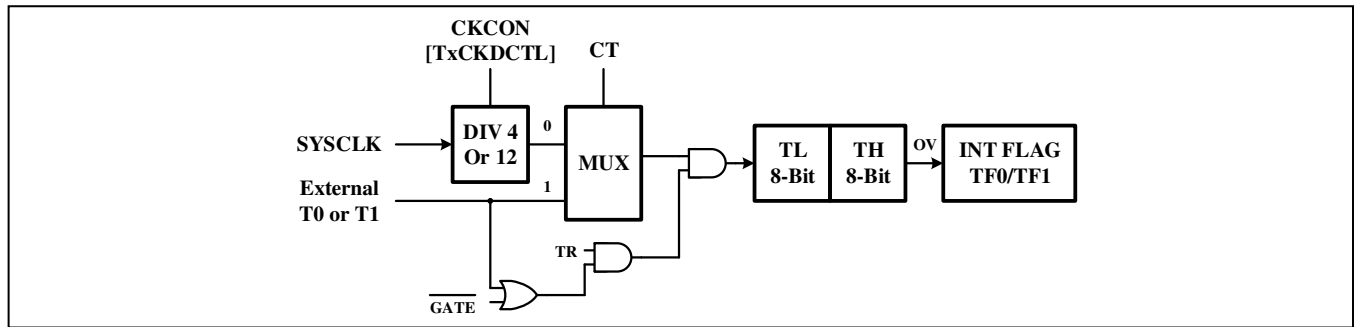 CKCON
[TxCKDCTL]
CT
SYSCLK
DIV 4
Or 12
0
MUX
External
T0 or T1
1
TL
8-Bit
TH
8-Bit
OV
INT FLAG
TF0/TF1
TR
GATE